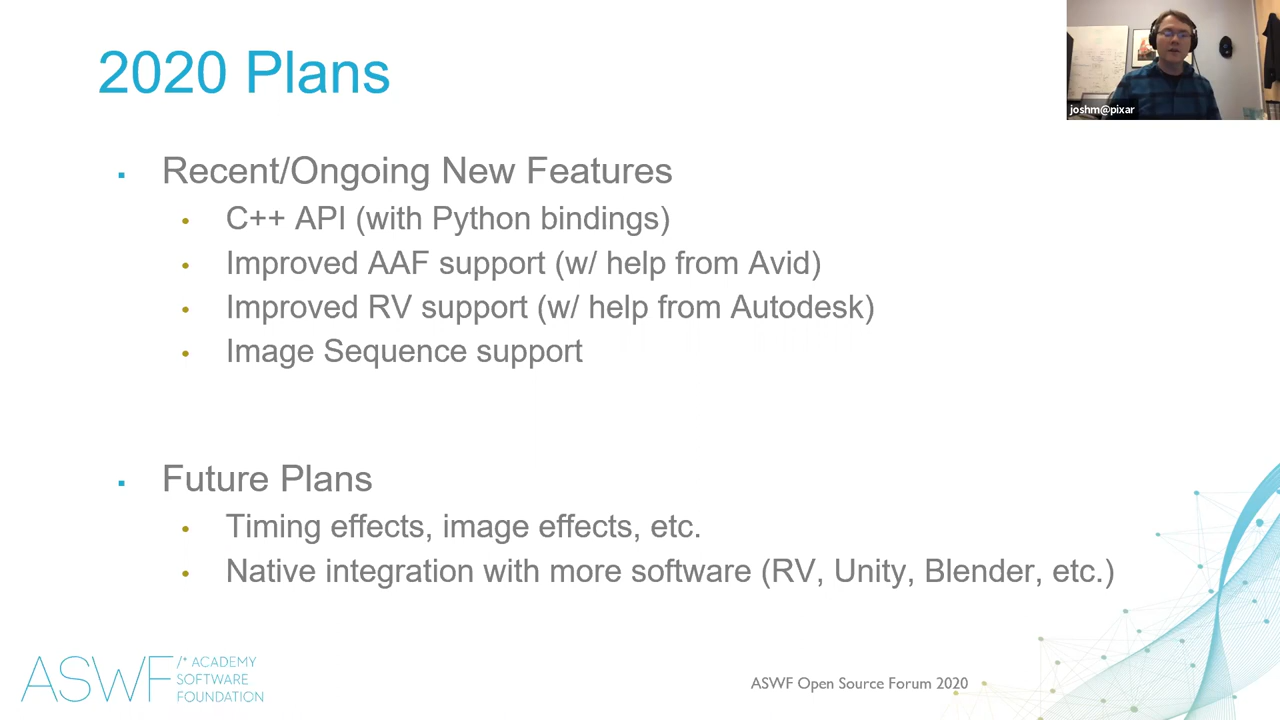 2020 Plans
joshm@pixar
Recent/Ongoing New Features
C++ API (with Python bindings)
Improved AAF support (w/ help from Avid)
Improved RV support (w/ help from Autodesk)
Image Sequence support
Future Plans
Timing effects, image effects, etc.
Native integration with more software (RV, Unity, Blender, etc.)
ASWF /* ACADEMY
SOFTWARE
FOUNDATION
ASWF Open Source Forum 2020